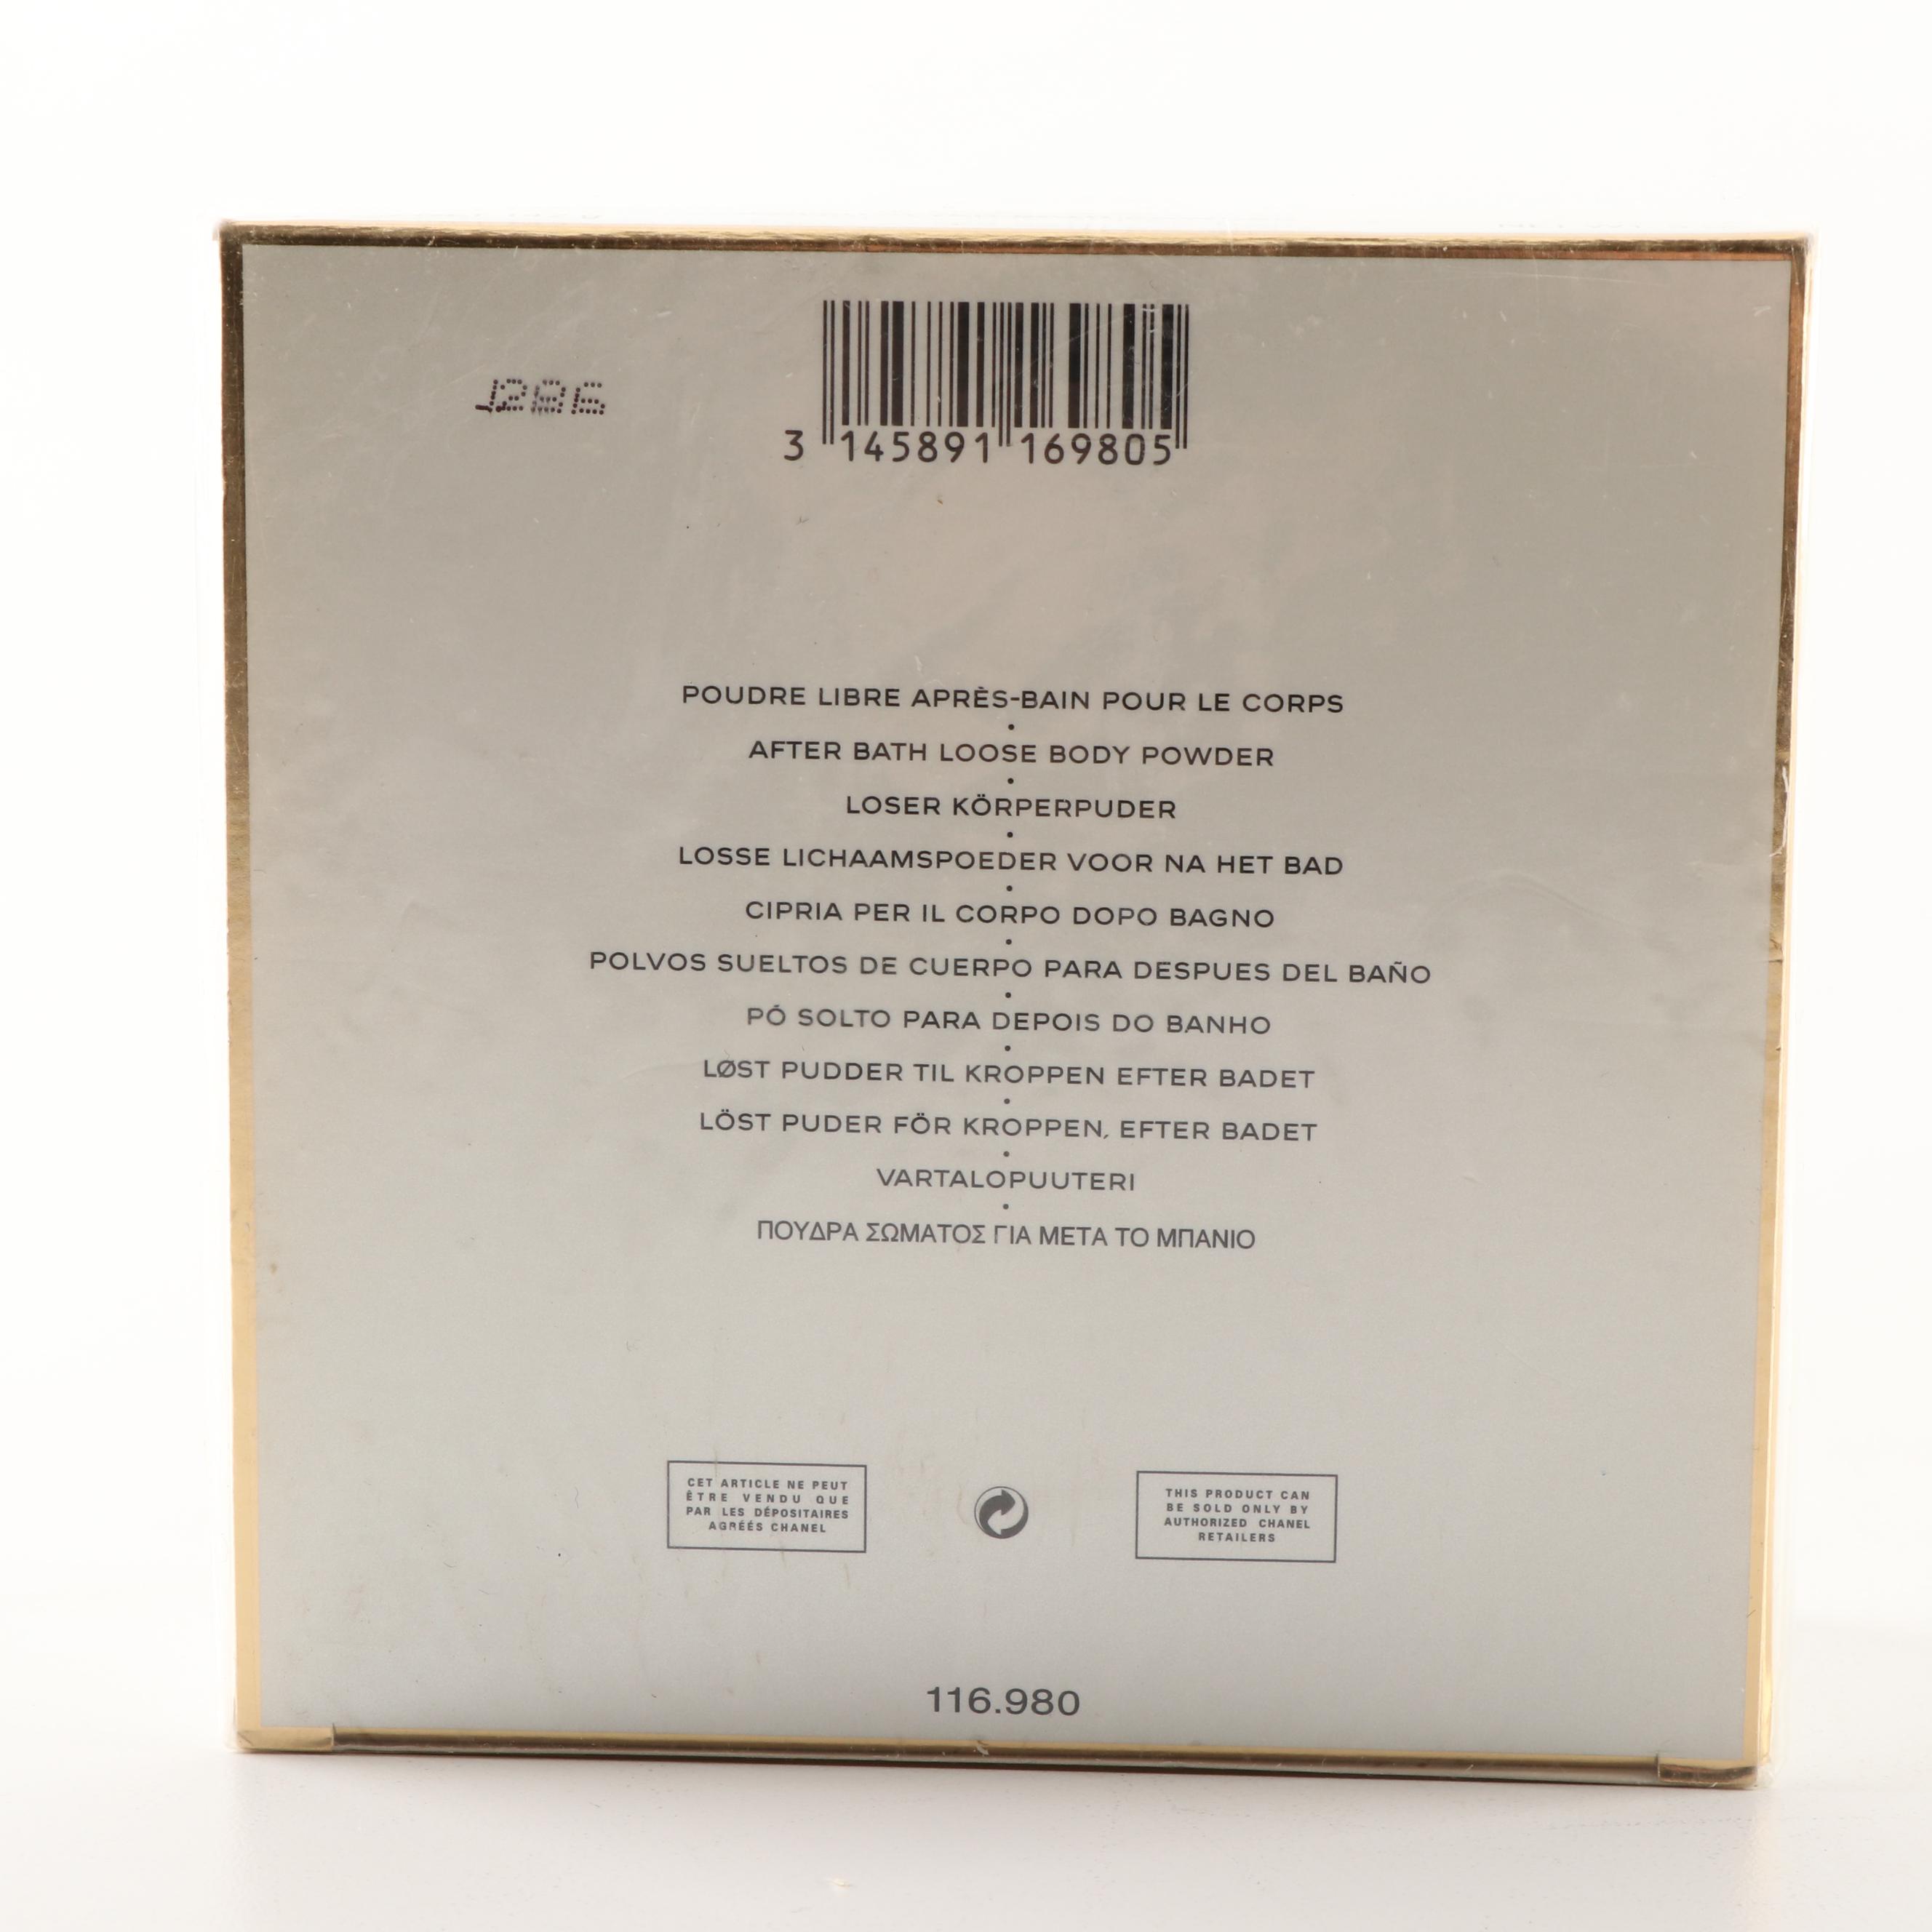 3 145891 169805
POUDRE LIBRE APRÈS-BAIN POUR LE CORPS
•
AFTER BATH LOOSE BODY POWDER
•
LOSER KÖRPERPUDER
•
LOSSE LICHAAMSPOEDER VOOR NA HET BAD
•
CIPRIA PER IL CORPO DOPO BAGNO
•
POLVOS SUELTOS DE CUERPO PARA DESPUES DEL BAÑO
•
PÓ SOLTO PARA DEPOIS DO BANHO
•
LØST PUDDER TIL KROPPEN EFTER BADET
•
LÖST PUDER FÖR KROPPEN, EFTER BADET
•
VARTALOPUUTERI
•
ΠΟΥΔΡΑ ΣΩΜΑΤΟΣ ΓΙΑ ΜΕΤΑ ΤΟ ΜΠΑΝΙΟ
CET ARTICLE NE PEUT
ÊTRE VENDU QUE
PAR LES DÉPOSITAIRES
AGRÉÉS CHANEL
THIS PRODUCT CAN
BE SOLD ONLY BY
AUTHORIZED CHANEL
RETAILERS
116.980